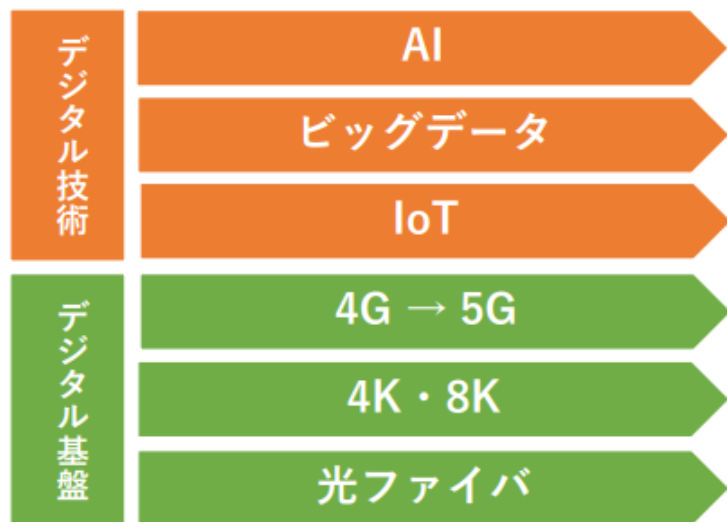 デジタル技術
AI
ビッグデータ
IoT
デジタル基盤
4G → 5G
4K・8K
光ファイバ